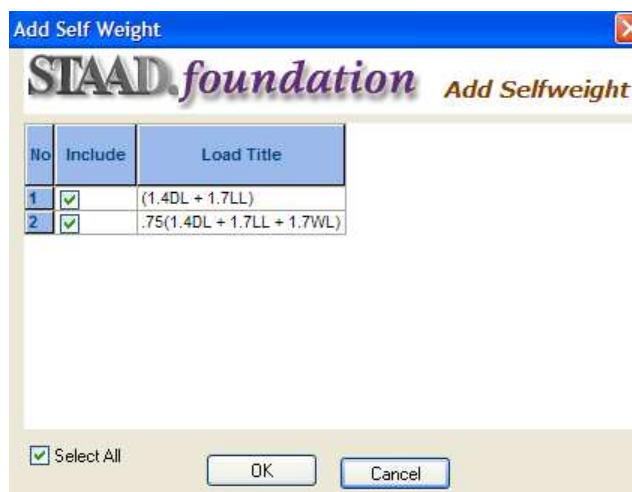 Add Self Weight
STAAD.foundation Add Selfweight
No Include Load Title
1 (1.4DL + 1.7LL)
2 .75(1.4DL + 1.7LL + 1.7WL)
Select All OK Cancel